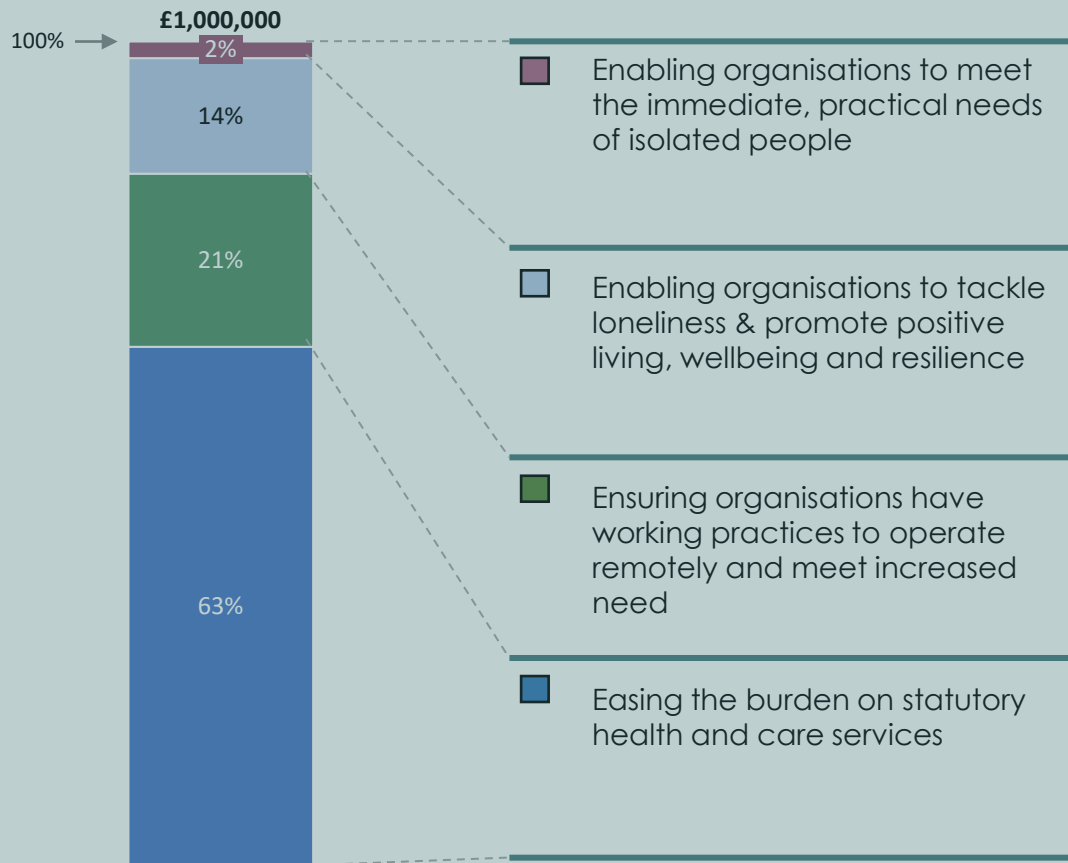 £1,000,000
100%
2%
14%
21%
63%
Enabling organisations to meet
the immediate, practical needs
of isolated people
Enabling organisations to tackle
loneliness & promote positive
living, wellbeing and resilience
Ensuring organisations have
working practices to operate
remotely and meet increased
need
Easing the burden on statutory
health and care services